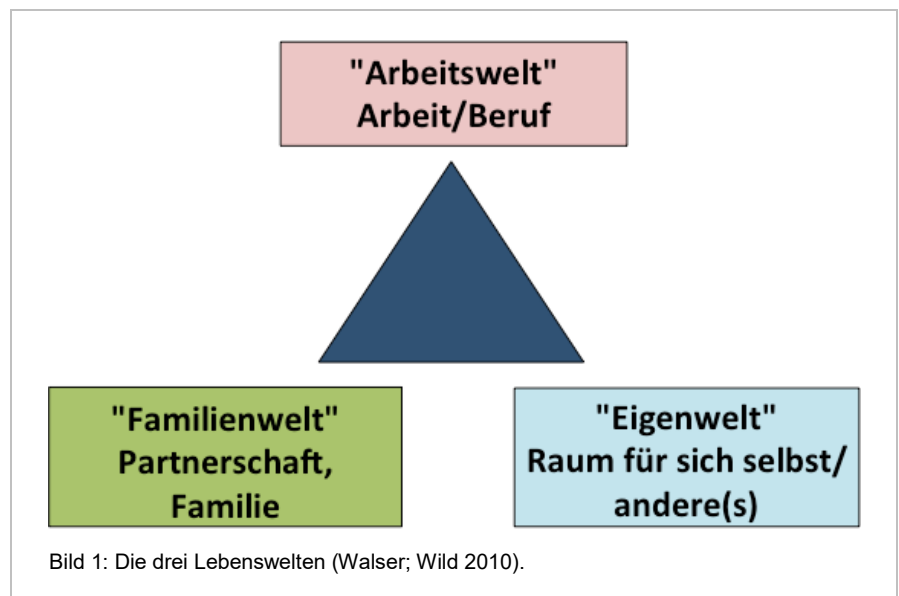 "Arbeitswelt"
Arbeit/Beruf
"Familienwelt"
Partnerschaft,
Familie
"Eigenwelt"
Raum für sich selbst/
andere(s)
Bild 1: Die drei Lebenswelten (Walser; Wild 2010).